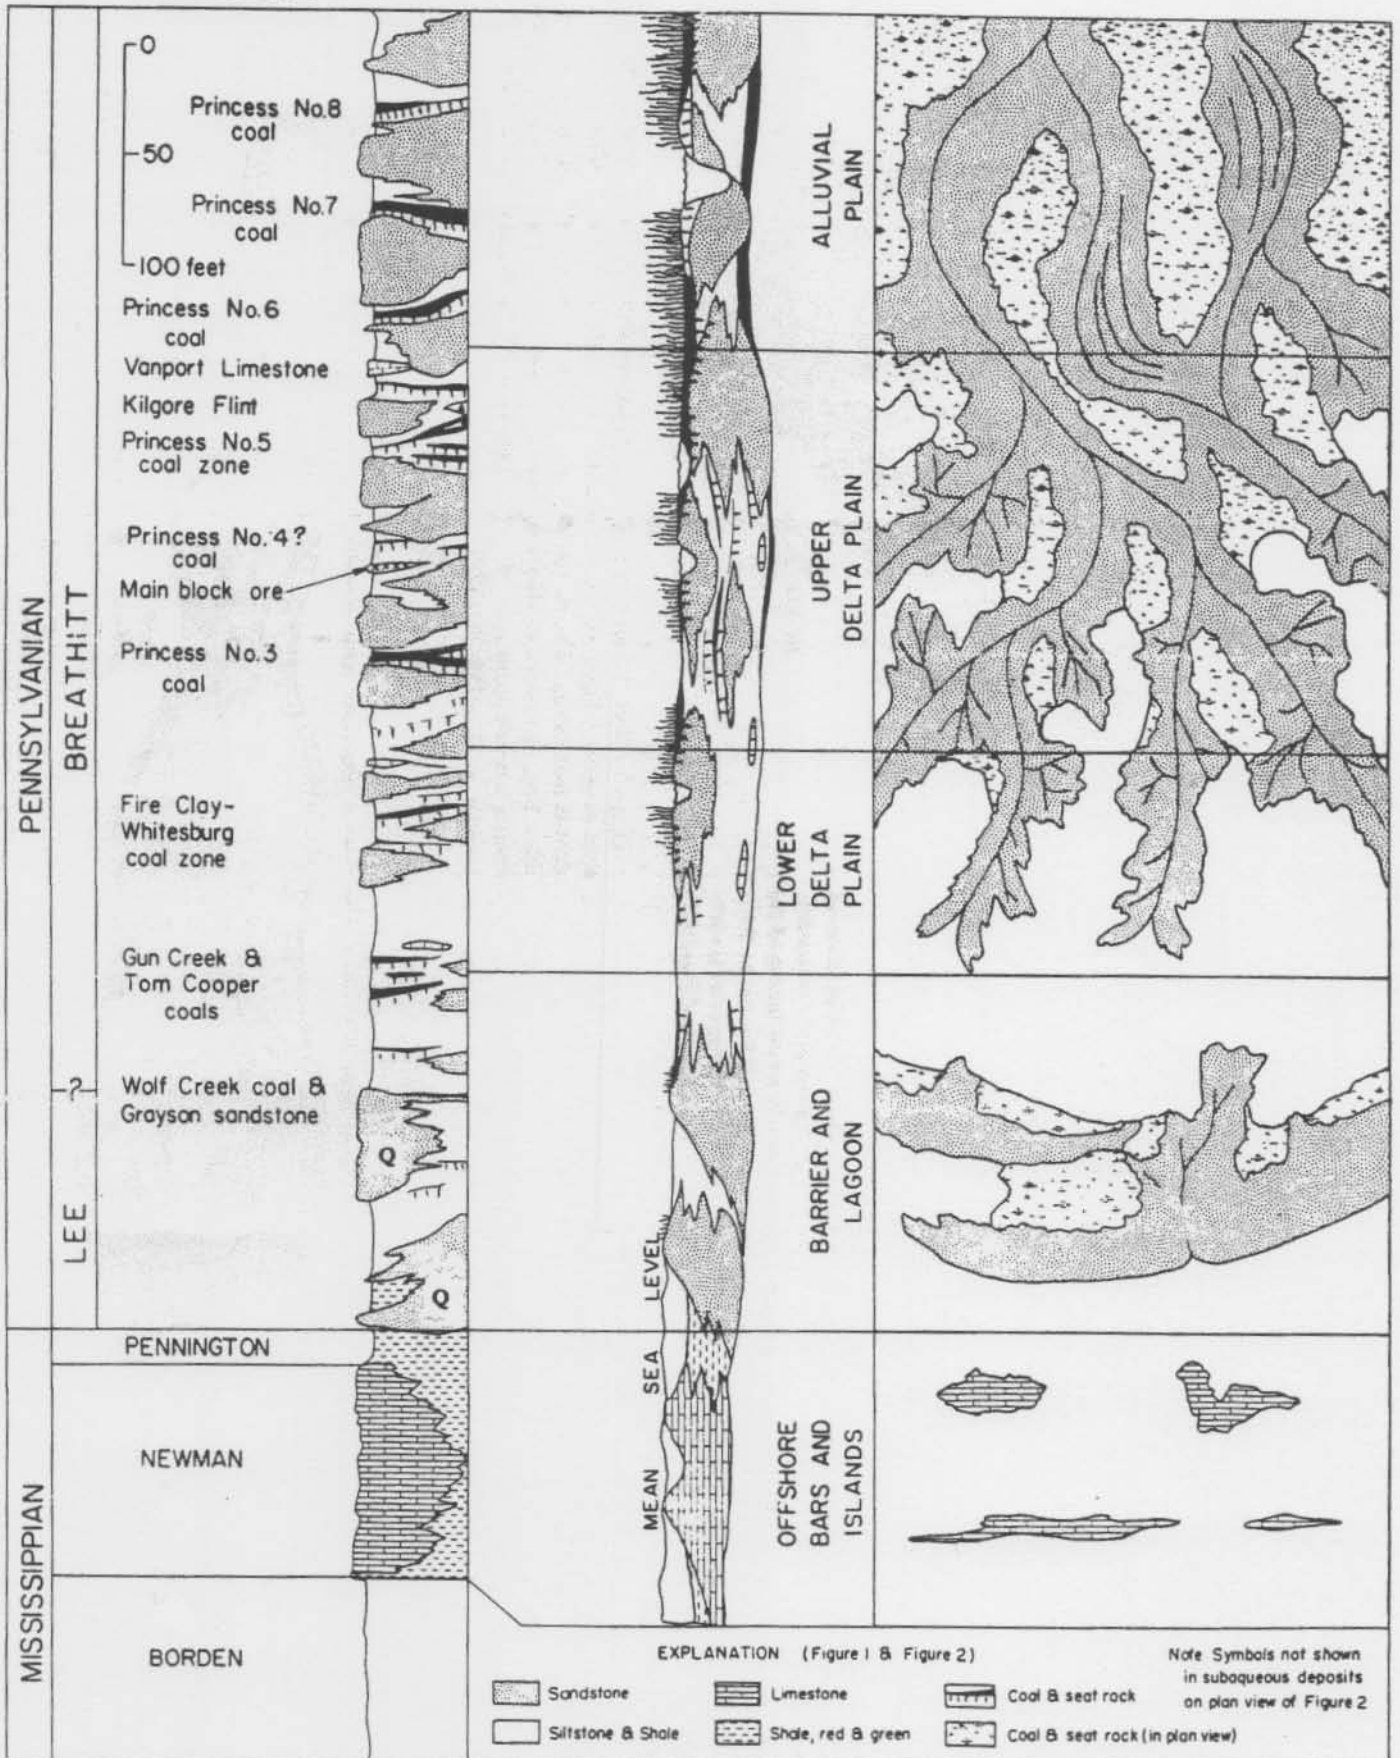 0
50
100 feet
Princess No.8
coal
Princess No.7
coal
Princess No.6
coal
Vanport Limestone
Kilgore Flint
Princess No.5
coal zone
Princess No. 4?
coal
Main block ore
Princess No.3
coal
Fire Clay-
Whitesburg
coal zone
Gun Creek &
Tom Cooper
coals
Wolf Creek coal &
Grayson sandstone
Q
Q
PENNSYLVANIAN
BREATHITT
?
LEE
MISSISSIPPIAN
PENNINGTON
NEWMAN
BORDEN
MEAN SEA LEVEL
ALLUVIAL
PLAIN
UPPER
DELTA PLAIN
LOWER
DELTA
PLAIN
BARRIER AND
LAGOON
OFFSHORE
BARS AND
ISLANDS
EXPLANATION (Figure 1 & Figure 2)
Sandstone
Limestone
Coal & seat rock
Siltstone & Shale
Shale, red & green
Coal & seat rock (in plan view)
Note Symbols not shown
in subaqueous deposits
on plan view of Figure 2